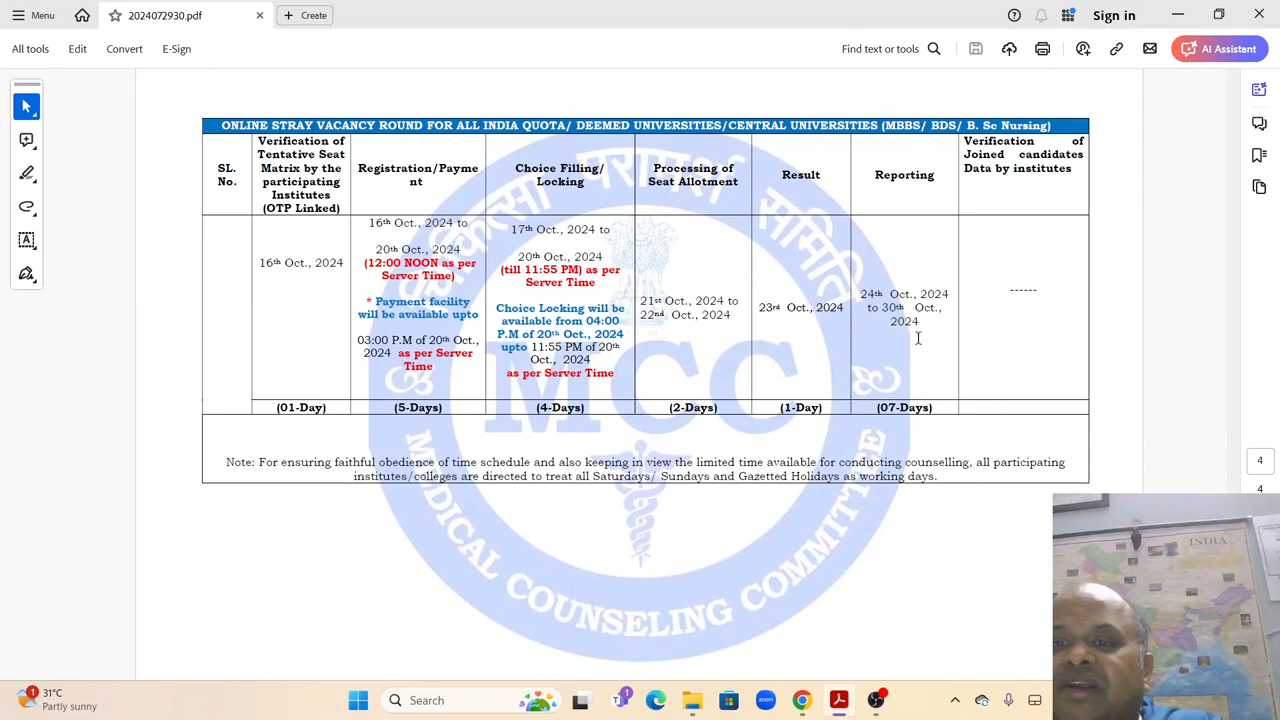 Menu
2024072930.pdf
Create
Sign in
All tools
Edit
Convert
E-Sign
Find text or tools
AI Assistant
ONLINE STRAY VACANCY ROUND FOR ALL INDIA QUOTA/ DEEMED UNIVERSITIES/CENTRAL UNIVERSITIES (MBBS/ BDS/ B. Sc Nursing)
SL.
No.
Verification of
Tentative Seat
Matrix by the
participating
Institutes
(OTP Linked)
Registration/Payme
nt
Choice Filling/
Locking
Processing of
Seat Allotment
Result
Reporting
Verification of
Joined candidates
Data by institutes
16th Oct., 2024
16th Oct., 2024 to
20th Oct., 2024
(12:00 NOON as per
Server Time)
* Payment facility
will be available upto
03:00 P.M of 20th Oct.,
2024 as per Server
Time
17th Oct., 2024 to
20th Oct., 2024
(till 11:55 PM) as per
Server Time
Choice Locking will be
available from 04:00
P.M of 20th Oct., 2024
upto 11:55 PM of 20th
Oct., 2024
as per Server Time
21st Oct., 2024 to
22nd Oct., 2024
23rd Oct., 2024
24th Oct., 2024
to 30th Oct.,
2024
------
(01-Day)
(5-Days)
(4-Days)
(2-Days)
(1-Day)
(07-Days)
Note: For ensuring faithful obedience of time schedule and also keeping in view the limited time available for conducting counselling, all participating
institutes/colleges are directed to treat all Saturdays/ Sundays and Gazetted Holidays as working days.
MCC
MEDICAL COUNSELING COMMITTEE
4
4
INDIA
1
31°C
Partly sunny
Search
1
zoom